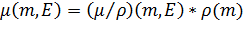 μ(m,E) = (μ/ρ)(m,E) * ρ(m)